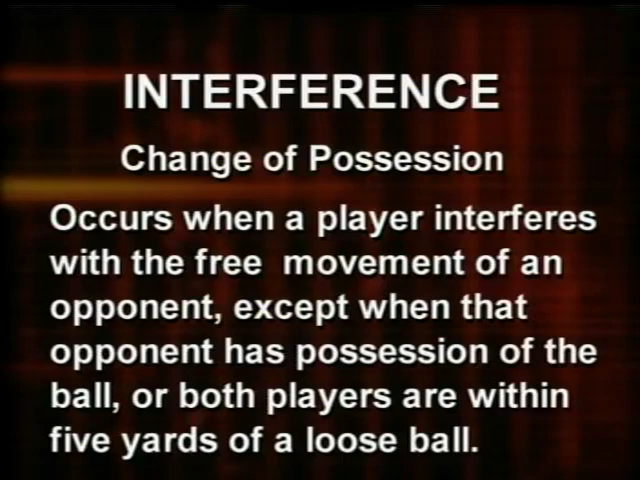 INTERFERENCE
Change of Possession
Occurs when a player interferes
with the free  movement of an
opponent, except when that
opponent has possession of the
ball, or both players are within
five yards of a loose ball.